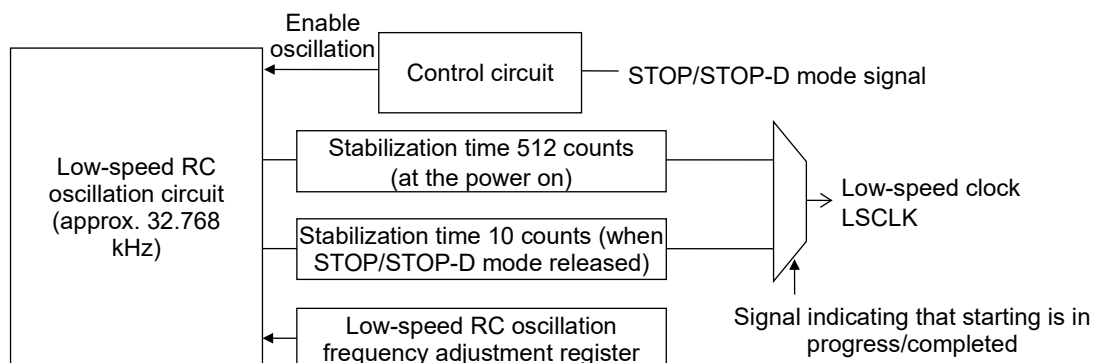 Enable
oscillation
Control circuit
STOP/STOP-D mode signal
Low-speed RC
oscillation circuit
(approx. 32.768
kHz)
Stabilization time 512 counts
(at the power on)
Low-speed clock
LSCLK
Stabilization time 10 counts (when
STOP/STOP-D mode released)
Low-speed RC oscillation
frequency adjustment register
Signal indicating that starting is in
progress/completed